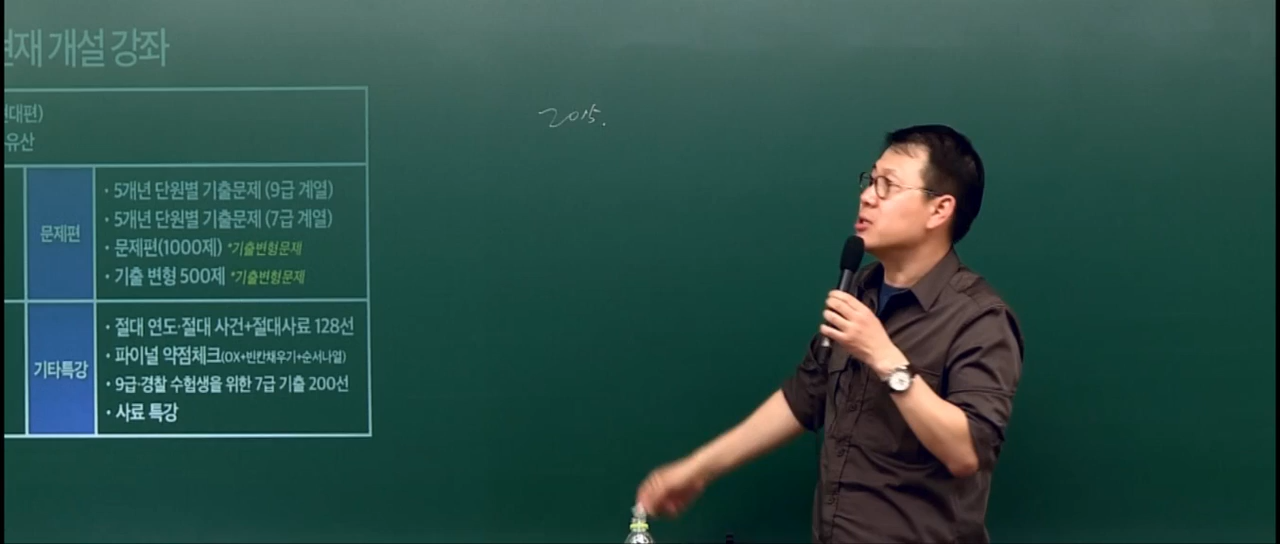 현재 개설 강좌
현대편)
유산
문제편
· 5개년 단원별 기출문제 (9급 계열)
· 5개년 단원별 기출문제 (7급 계열)
· 문제편(1000제) *기출변형문제
· 기출 변형 500제 *기출변형문제
기타특강
· 절대 연도·절대 사건+절대사료 128선
· 파이널 약점체크(OX+빈칸채우기+순서나열)
· 9급·경찰 수험생을 위한 7급 기출 200선
· 사료 특강
2015.